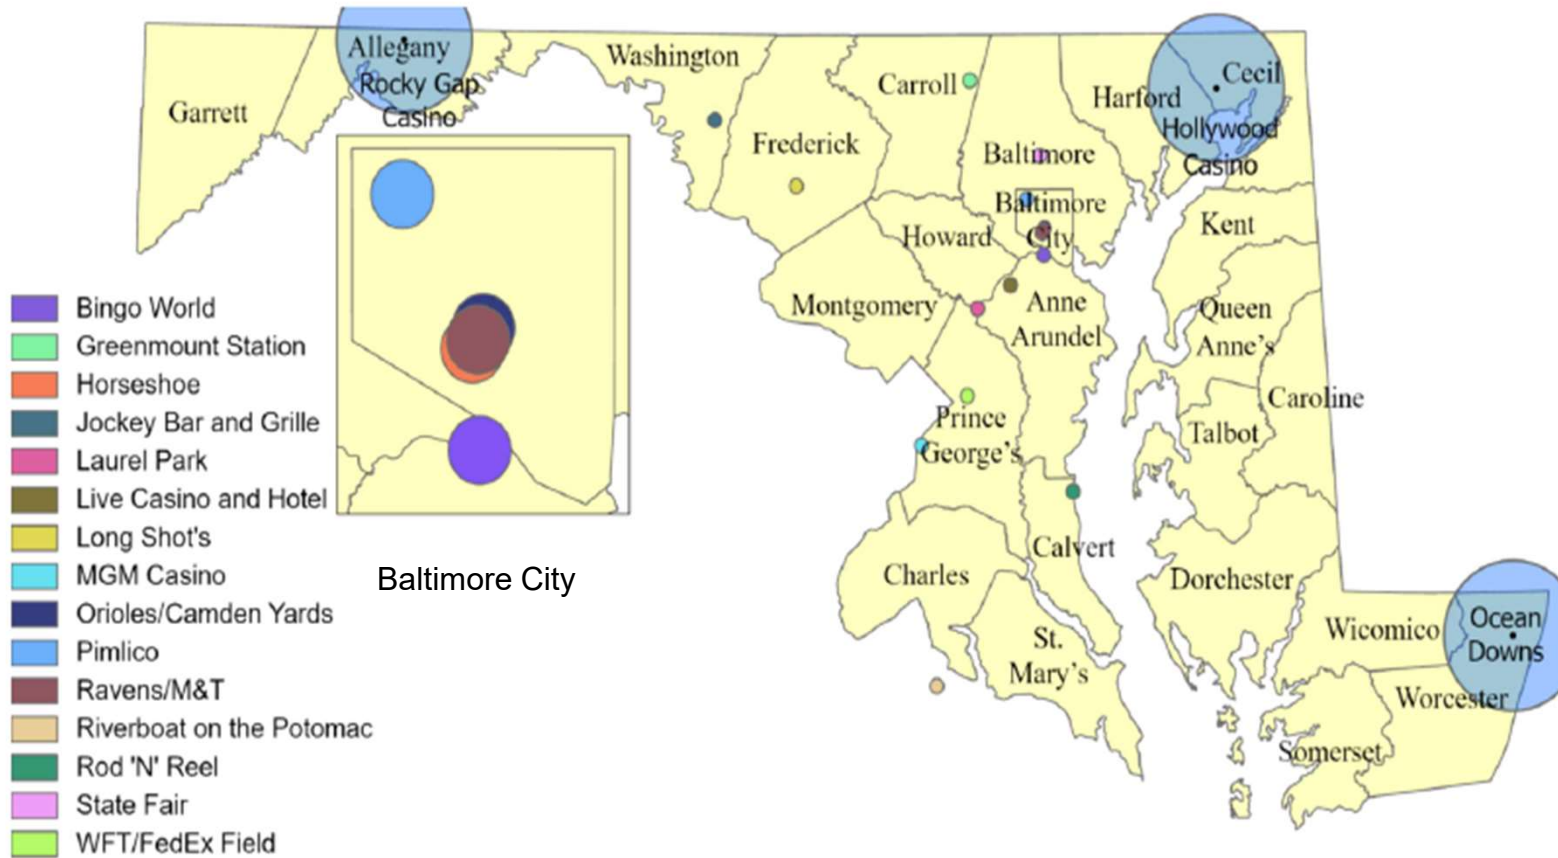 Allegany
Rocky Gap
Casino
Garrett
Washington
Frederick
Carroll
Baltimore
Harford
Cecil
Hollywood
Casino
Baltimore
City
Howard
Montgomery
Anne
Arundel
Kent
Queen
Anne's
Caroline
Talbot
Prince
George's
Calvert
Charles
St.
Mary's
Dorchester
Wicomico
Ocean
Downs
Worcester
Somerset
Bingo World
Greenmount Station
Horseshoe
Jockey Bar and Grille
Laurel Park
Live Casino and Hotel
Long Shot's
MGM Casino
Orioles/Camden Yards
Pimlico
Ravens/M&T
Riverboat on the Potomac
Rod 'N' Reel
State Fair
WFT/FedEx Field
Baltimore City